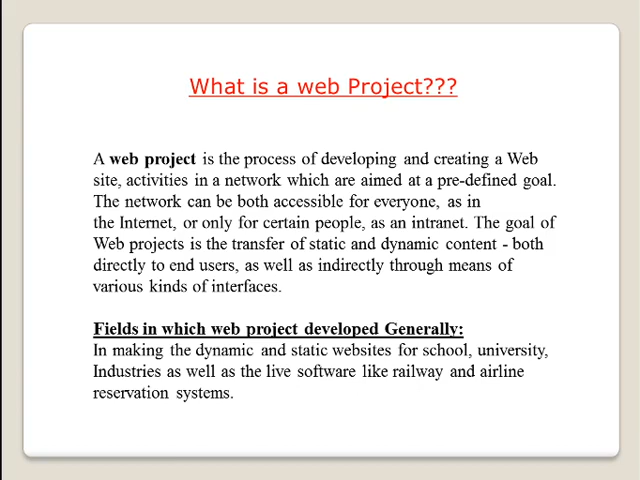 What is a web Project???
A web project is the process of developing and creating a Web
site, activities in a network which are aimed at a pre-defined goal.
The network can be both accessible for everyone, as in
the Internet, or only for certain people, as an intranet. The goal of
Web projects is the transfer of static and dynamic content - both
directly to end users, as well as indirectly through means of
various kinds of interfaces.
Fields in which web project developed Generally:
In making the dynamic and static websites for school, university,
Industries as well as the live software like railway and airline
reservation systems.